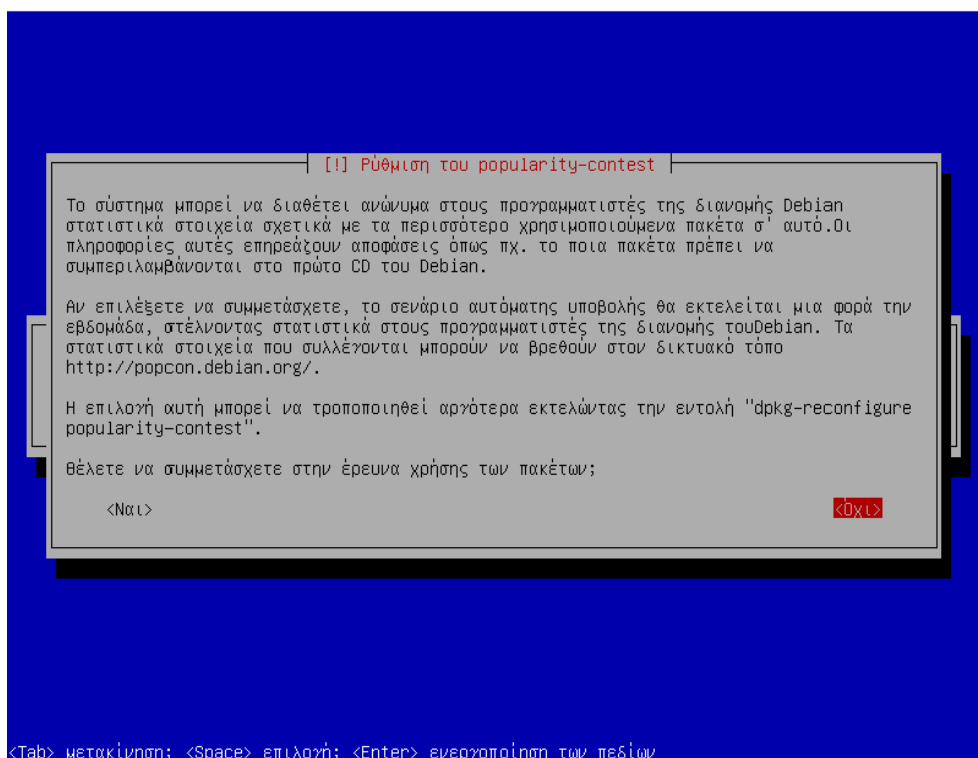 [!] Ρύθμιση του popularity-contest
Το σύστημα μπορεί να διαθέτει ανώνυμα στους προγραμματιστές της διανομής Debian
στατιστικά στοιχεία σχετικά με τα περισσότερο χρησιμοποιούμενα πακέτα σ' αυτό.Οι
πληροφορίες αυτές επηρεάζουν αποφάσεις όπως πχ. το ποια πακέτα πρέπει να
συμπεριλαμβάνονται στο πρώτο CD του Debian.
Αν επιλέξετε να συμμετάσχετε, το σενάριο αυτόματης υποβολής θα εκτελείται μια φορά την
εβδομάδα, στέλνοντας στατιστικά στους προγραμματιστές της διανομής τουDebian. Τα
στατιστικά στοιχεία που συλλέγονται μπορούν να βρεθούν στον δικτυακό τόπο
http://popcon.debian.org/.
Η επιλογή αυτή μπορεί να τροποποιηθεί αργότερα εκτελώντας την εντολή "dpkg-reconfigure
popularity-contest".
Θέλετε να συμμετάσχετε στην έρευνα χρήσης των πακέτων;
<Ναι> <Όχι>
<Tab> μετακίνηση; <Space> επιλογή; <Enter> ενεργοποίηση των πεδίων